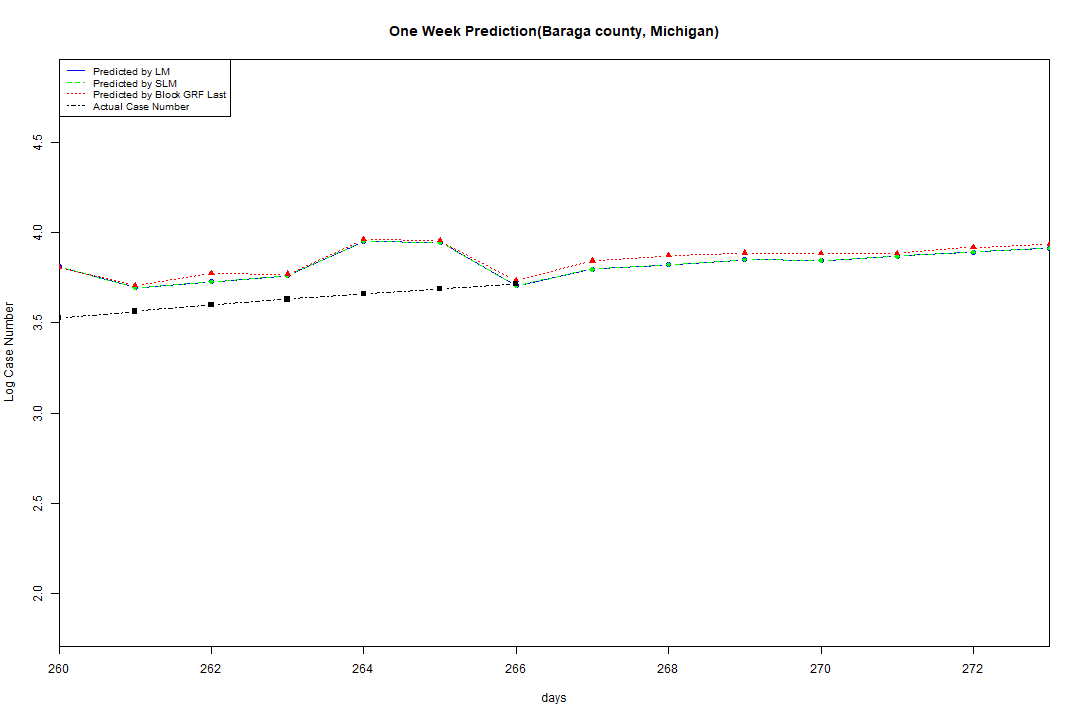 One Week Prediction(Baraga county, Michigan)
Predicted by LM
Predicted by SLM
Predicted by Block GRF Last
Actual Case Number
4.5
4.0
3.5
3.0
2.5
2.0
Log Case Number
260 262 264 266 268 270 272
days